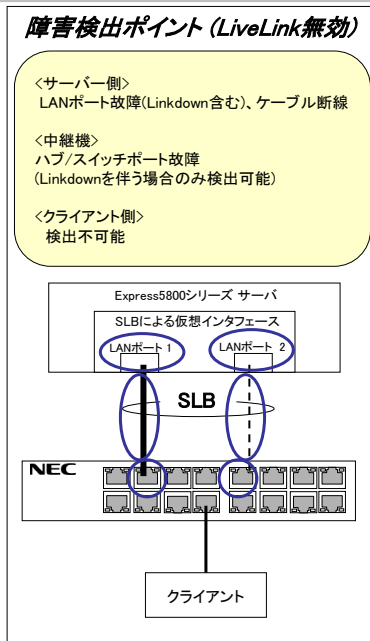 障害検出ポイント（LiveLink無効）
<サーバー側>
LANポート故障(Linkdown含む)、ケーブル断線
<中継機>
ハブ/スイッチポート故障
(Linkdownを伴う場合のみ検出可能)
<クライアント側>
検出不可能
Express5800シリーズ サーバ
SLBによる仮想インタフェース
LANポート 1
LANポート 2
SLB
NEC
クライアント